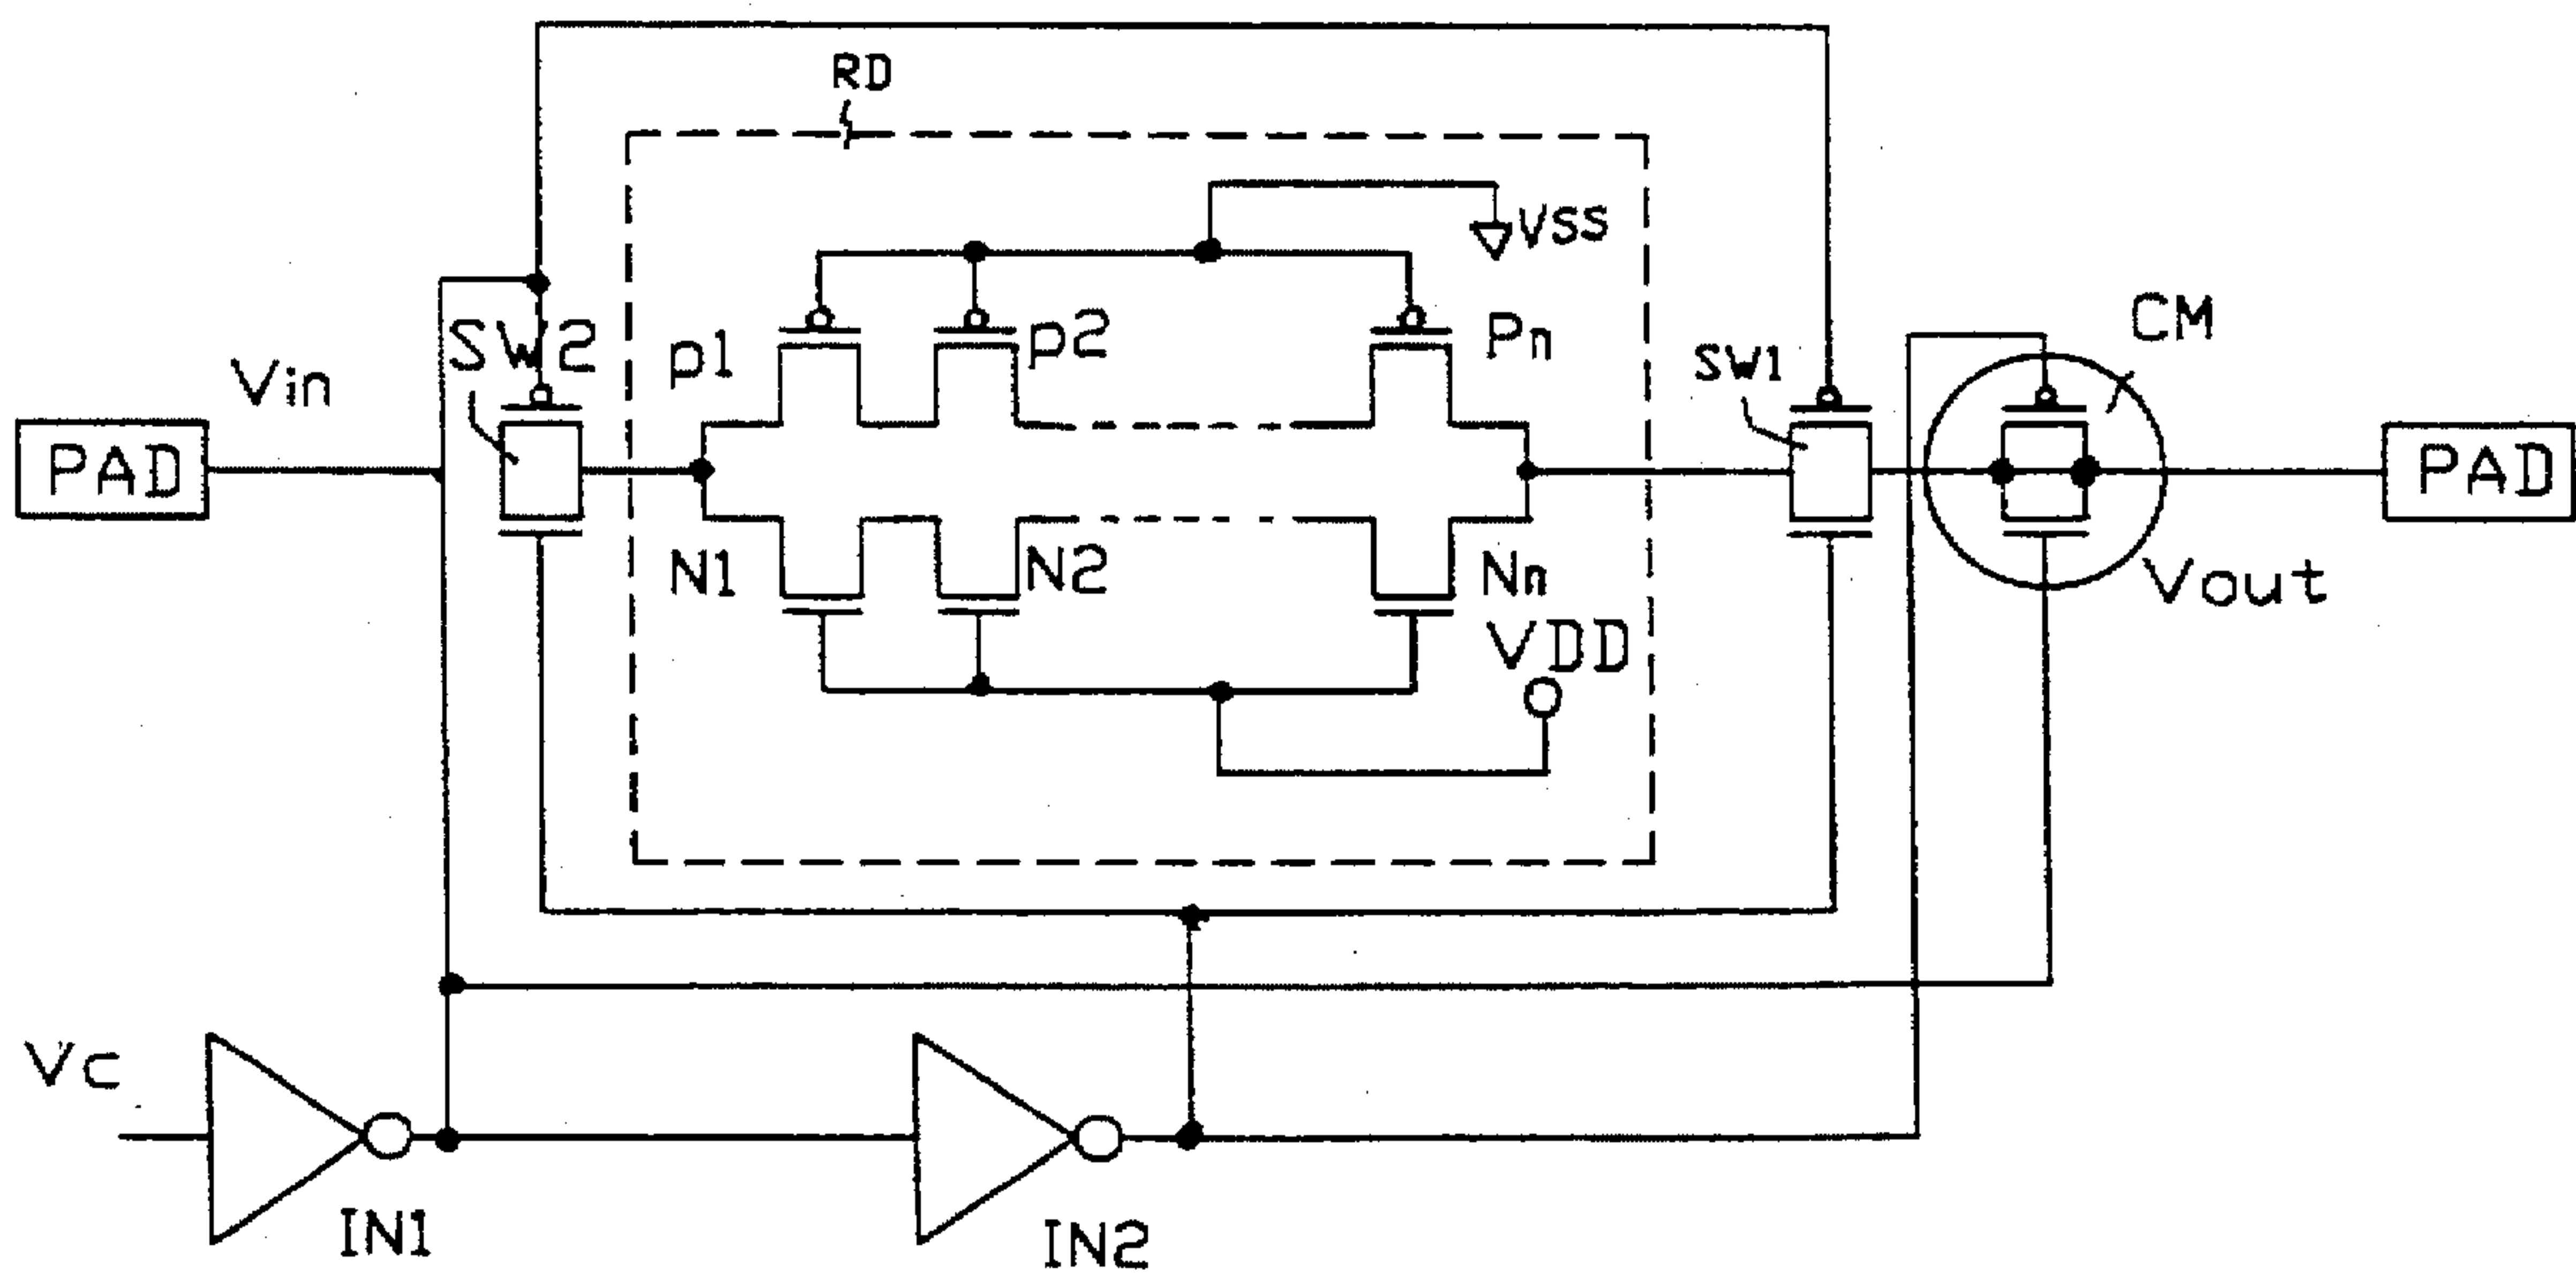 RD
VSS
CM
SW2
p1
p2
Pn
SW1
Vin
PAD
PAD
N1
N2
Nn
Vout
VDD
Vc
IN1
IN2